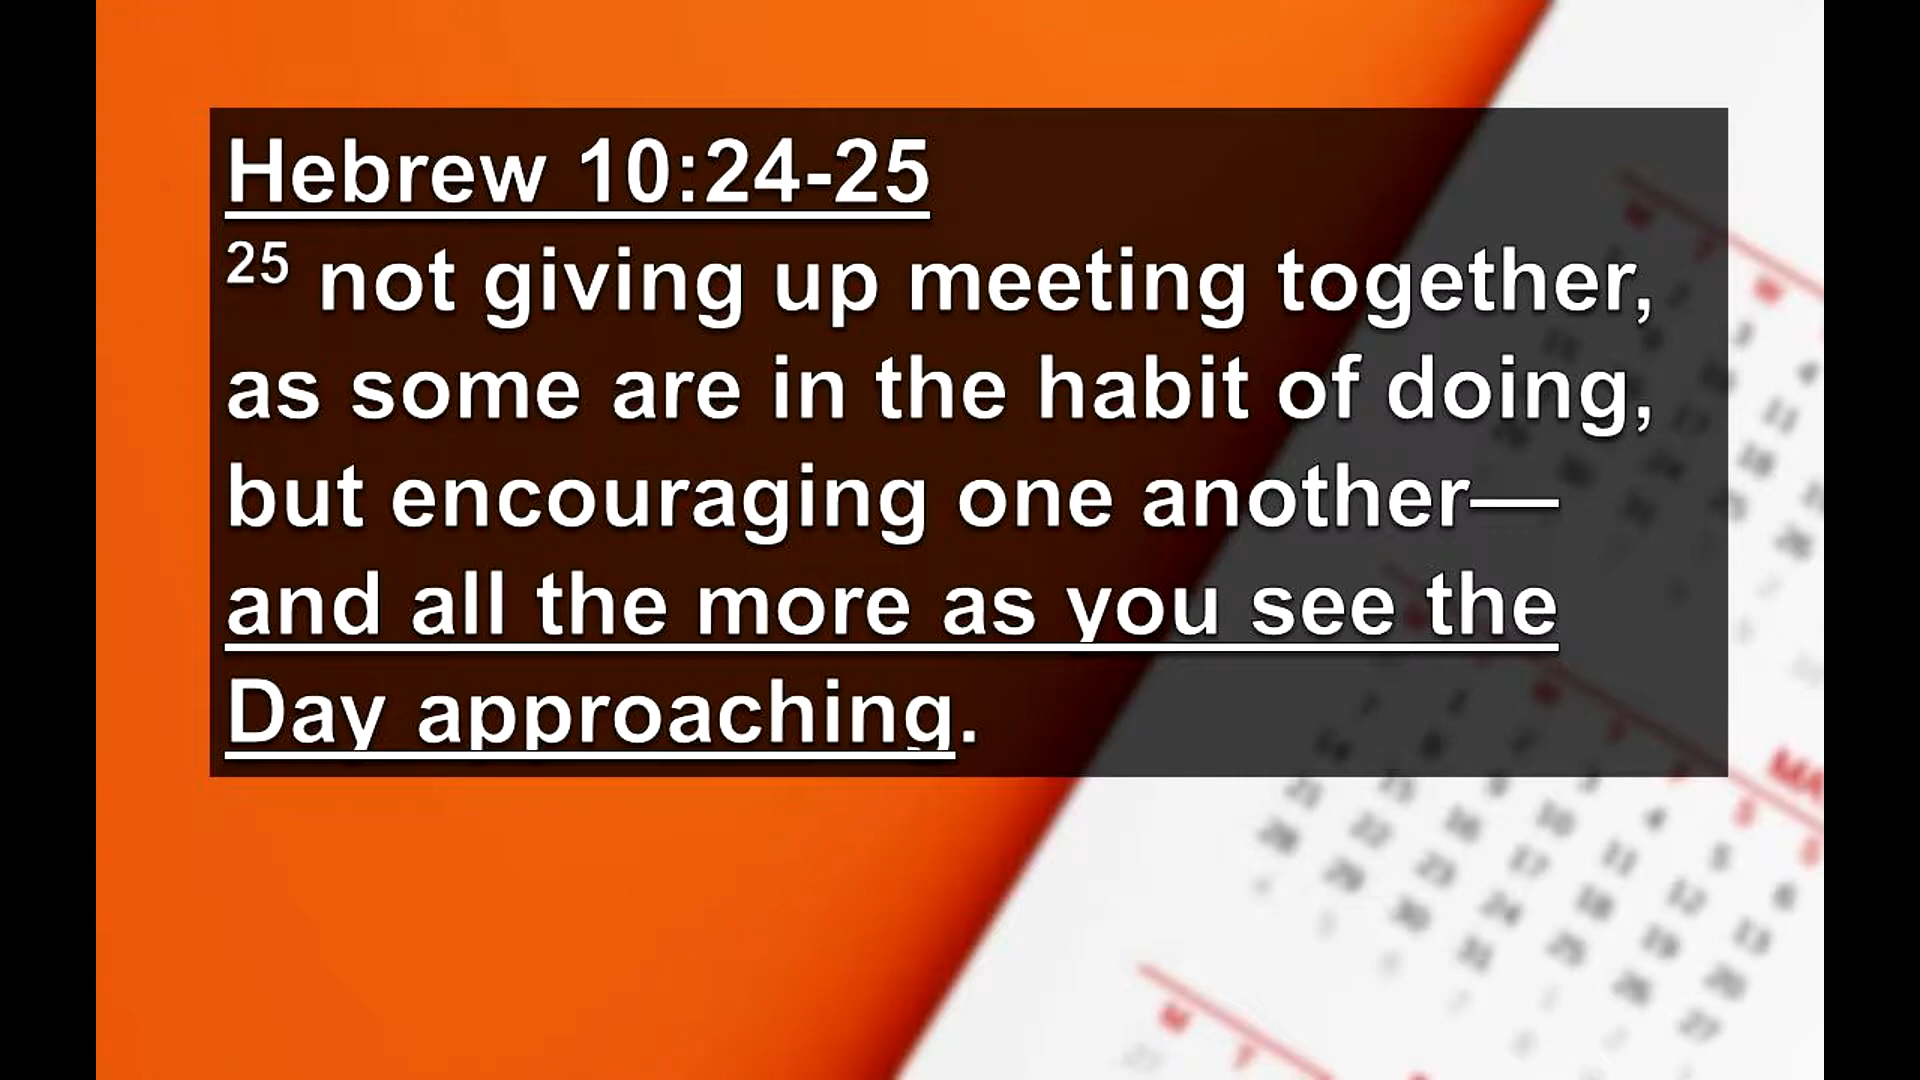 Hebrew 10:24-25
25 not giving up meeting together,
as some are in the habit of doing,
but encouraging one another—
and all the more as you see the
Day approaching.